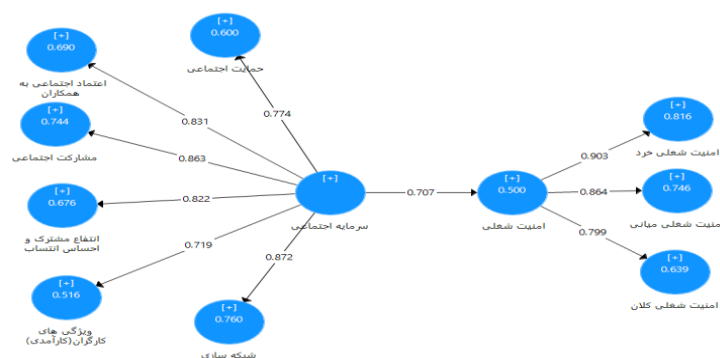 [+]
0.600
حمایت اجتماعی
[+]
0.690
اعتماد اجتماعی به
همکاران
[+]
0.744
مشارکت اجتماعی
[+]
0.676
انتفاع مشترک و
احساس انتساب
[+]
0.516
ویژگی های
کارگران(کارآمدی)
[+]
0.760
شبکه سازی
0.774
0.831
0.863
0.822
0.719
0.872
[+]
سرمایه اجتماعی
0.707
[+]
0.500
امنیت شغلی
0.903
0.864
0.799
[+]
0.816
امنیت شغلی خرد
[+]
0.746
منیت شغلی میانی
[+]
0.639
امنیت شغلی کلان